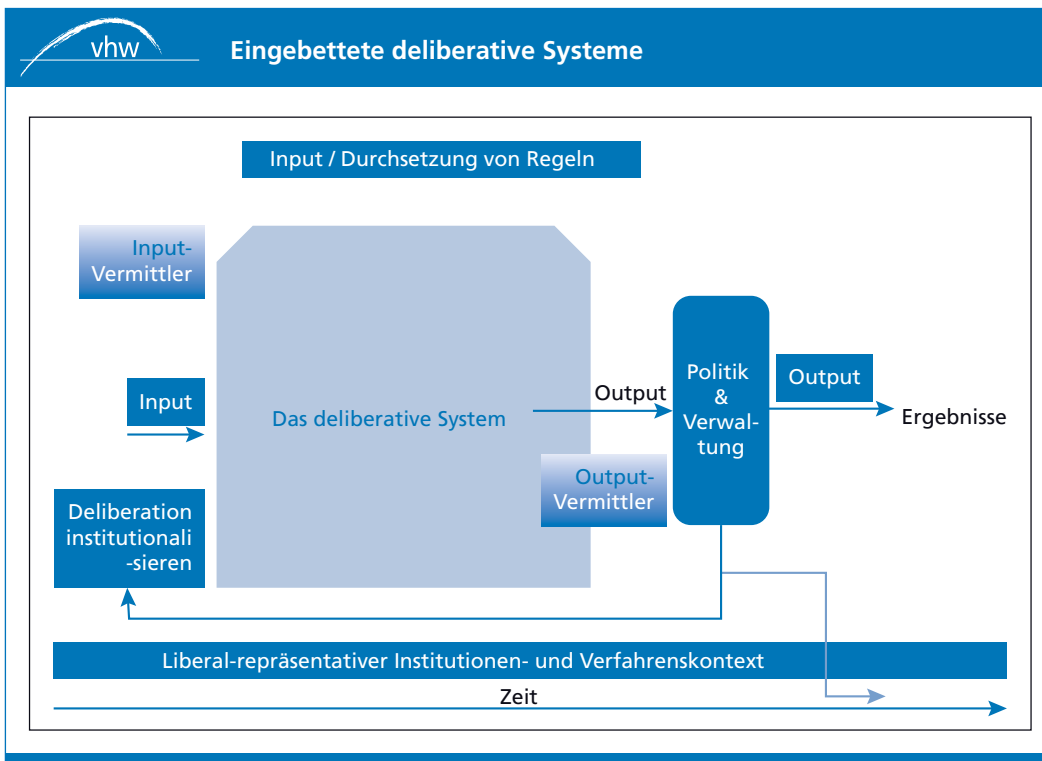 vhw
Eingebettete deliberative Systeme
Input / Durchsetzung von Regeln
Input-
Vermittler
Input
Das deliberative System
Output
Politik
&
Verwal-
tung
Output
Ergebnisse
Output-
Vermittler
Deliberation
institutionali
-sieren
Liberal-repräsentativer Institutionen- und Verfahrenskontext
Zeit